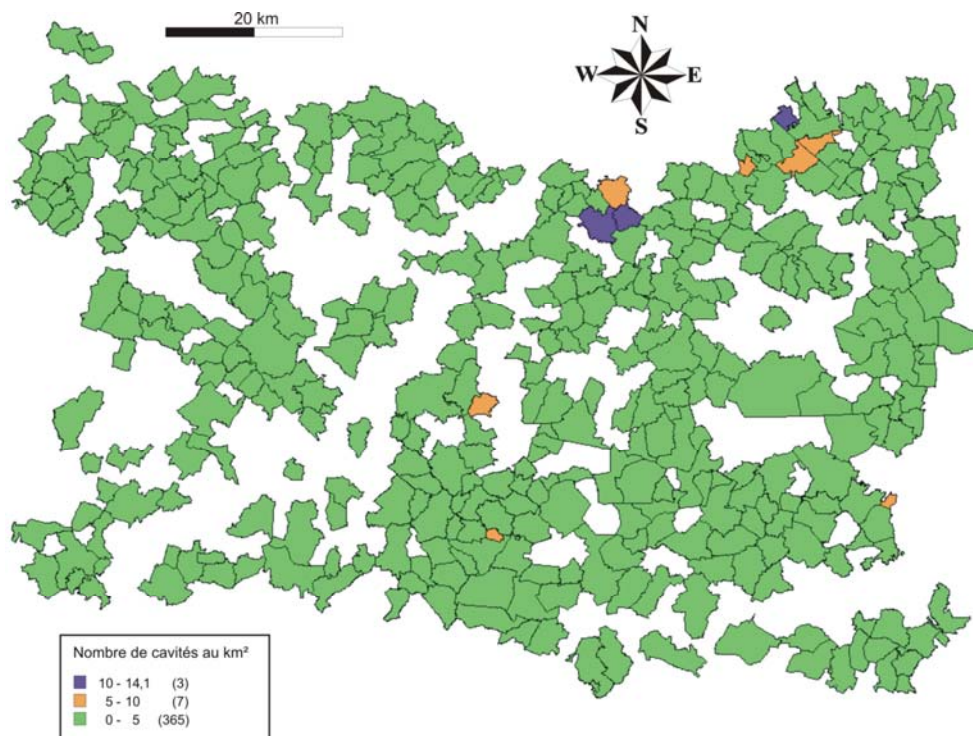 20 km
N
W E
S
Nombre de cavités au km²
10 - 14,1 (3)
5 - 10 (7)
0 - 5 (365)